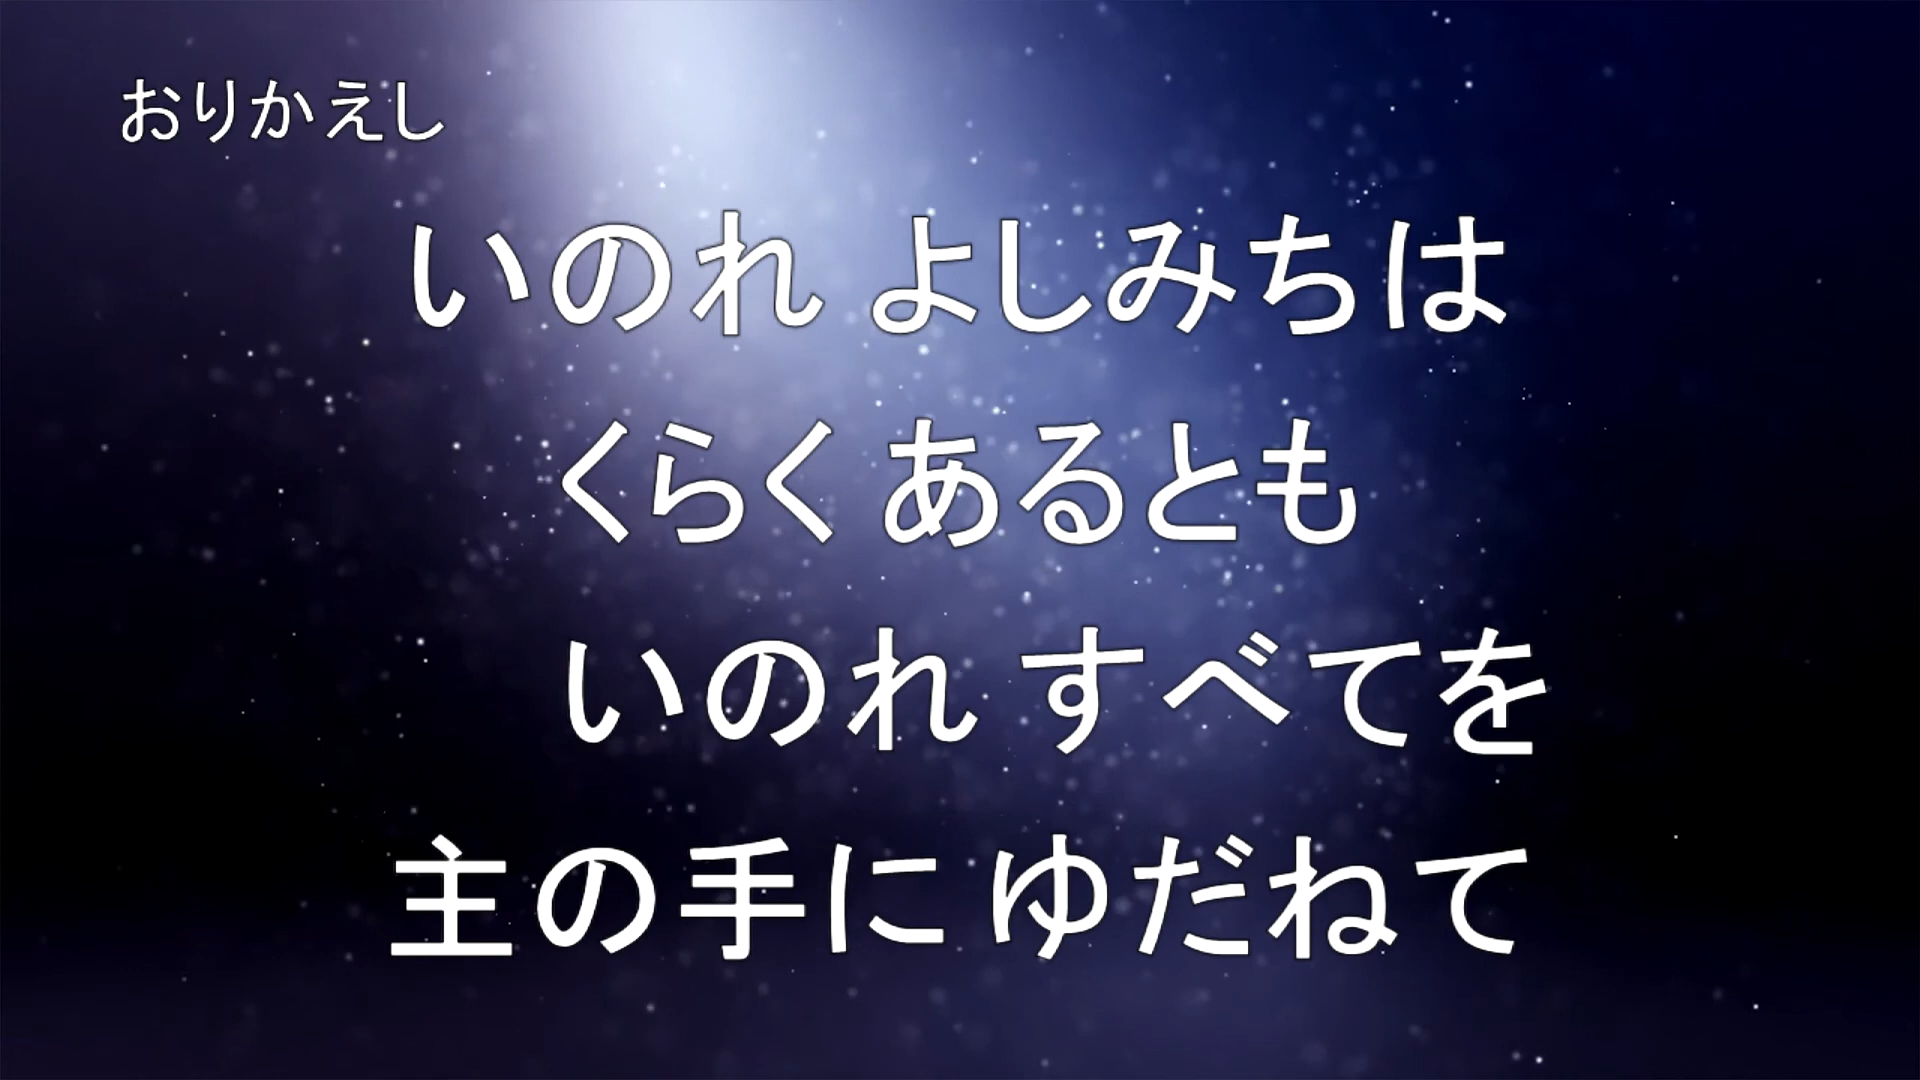 おりかえし
いのれ よしみちは
くらく あるとも
いのれ すべてを
主の手に ゆだねて